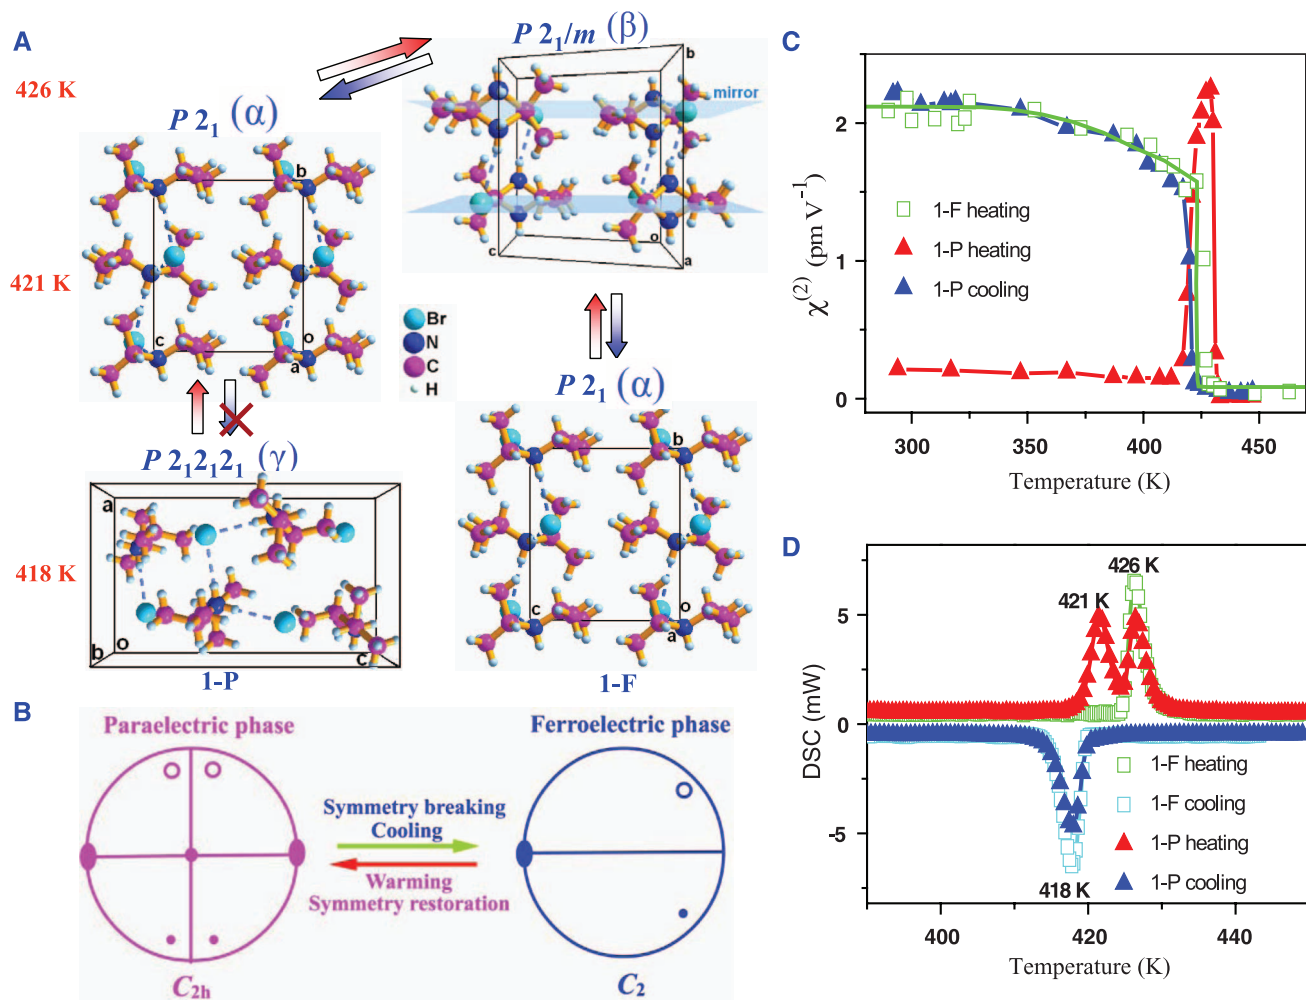 A
426 K
421 K
418 K
P 2₁/m (β)
b
mirror
c
o
a
P 2₁ (α)
b
c
o
a
Br
N
C
H
P 2₁2₁2₁ (γ)
a
b
o
c
1-P
P 2₁ (α)
b
c
o
a
1-F
B
Paraelectric phase
Ferroelectric phase
Symmetry breaking
Cooling
Warming
Symmetry restoration
C₂ₕ
C₂
C
χ⁽²⁾ (pm V⁻¹)
2
1
0
1-F heating
1-P heating
1-P cooling
300
350
400
450
Temperature (K)
D
DSC (mW)
5
0
-5
426 K
421 K
418 K
1-F heating
1-F cooling
1-P heating
1-P cooling
400
420
440
Temperature (K)